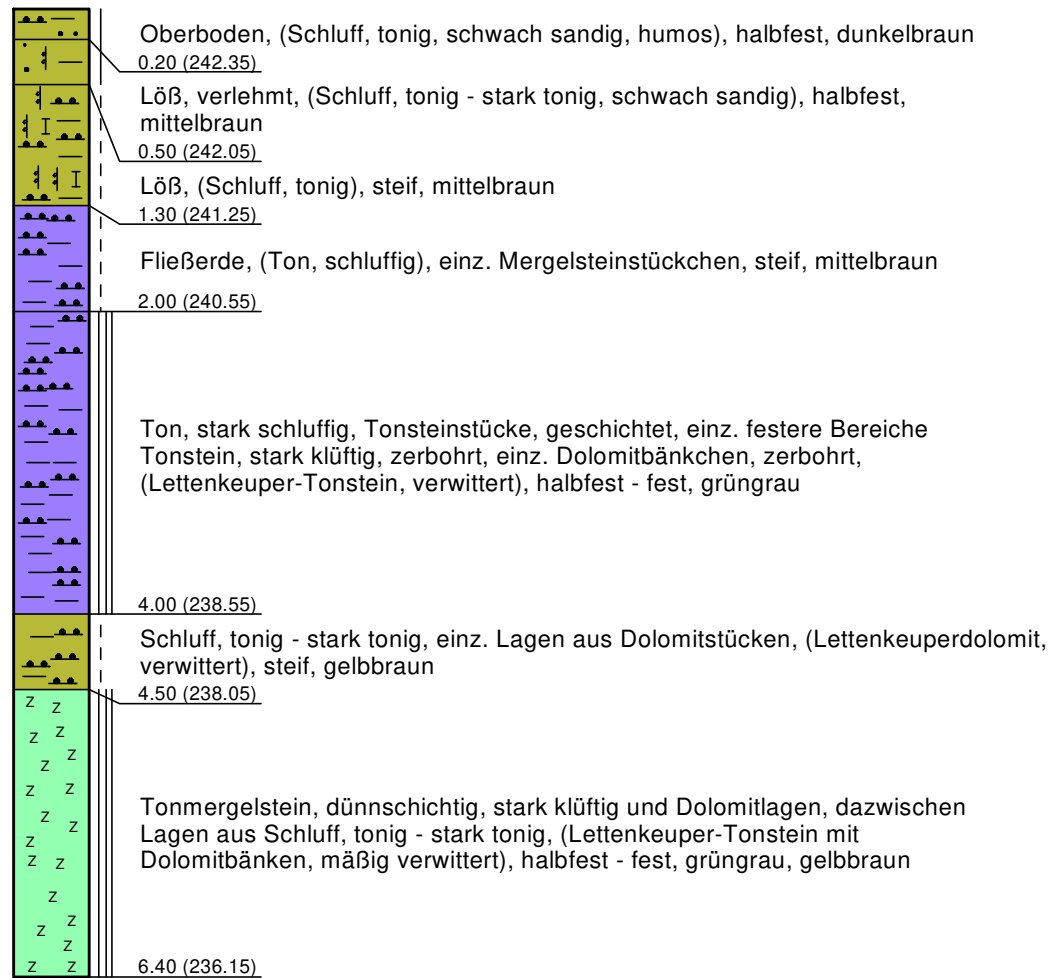 Oberboden, (Schluff, tonig, schwach sandig, humos), halbfest, dunkelbraun
0.20 (242.35)
Löß, verlehmt, (Schluff, tonig - stark tonig, schwach sandig), halbfest,
mittelbraun
0.50 (242.05)
Löß, (Schluff, tonig), steif, mittelbraun
1.30 (241.25)
Fließerde, (Ton, schluffig), einz. Mergelsteinstückchen, steif, mittelbraun
2.00 (240.55)
Ton, stark schluffig, Tonsteinstücke, geschichtet, einz. festere Bereiche
Tonstein, stark klüftig, zerbohrt, einz. Dolomitbänkchen, zerbohrt,
(Lettenkeuper-Tonstein, verwittert), halbfest - fest, grüngrau
4.00 (238.55)
Schluff, tonig - stark tonig, einz. Lagen aus Dolomitstücken, (Lettenkeuperdolomit,
verwittert), steif, gelbbraun
4.50 (238.05)
Tonmergelstein, dünnschichtig, stark klüftig und Dolomitlagen, dazwischen
Lagen aus Schluff, tonig - stark tonig, (Lettenkeuper-Tonstein mit
Dolomitbänken, mäßig verwittert), halbfest - fest, grüngrau, gelbbraun
6.40 (236.15)